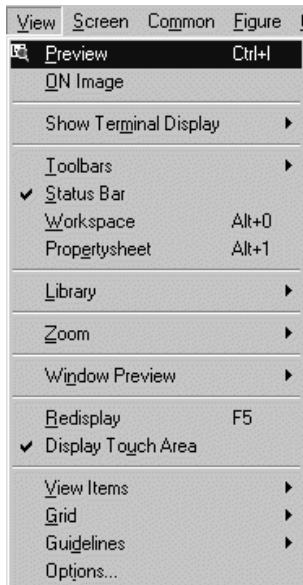 View Screen Common Figure
Preview Ctrl+I
ON Image
Show Terminal Display
Toolbars
Status Bar
Workspace Alt+0
Propertysheet Alt+1
Library
Zoom
Window Preview
Redisplay F5
Display Touch Area
View Items
Grid
Guidelines
Options...